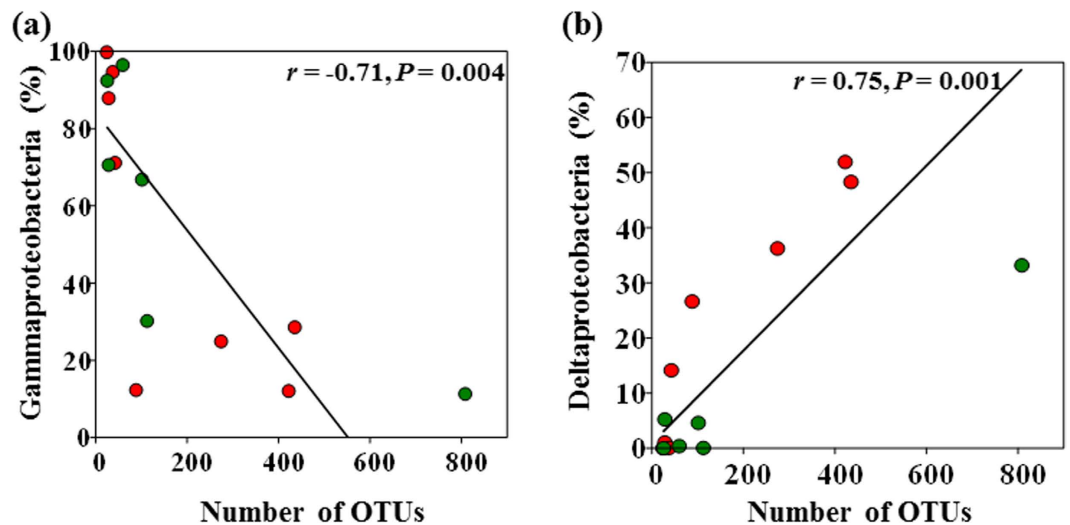 (a)
r = -0.71, P = 0.004
Gammaproteobacteria (%)
100
80
60
40
20
0
0 200 400 600 800
Number of OTUs
(b)
r = 0.75, P = 0.001
Deltaproteobacteria (%)
70
60
50
40
30
20
10
0
0 200 400 600 800
Number of OTUs